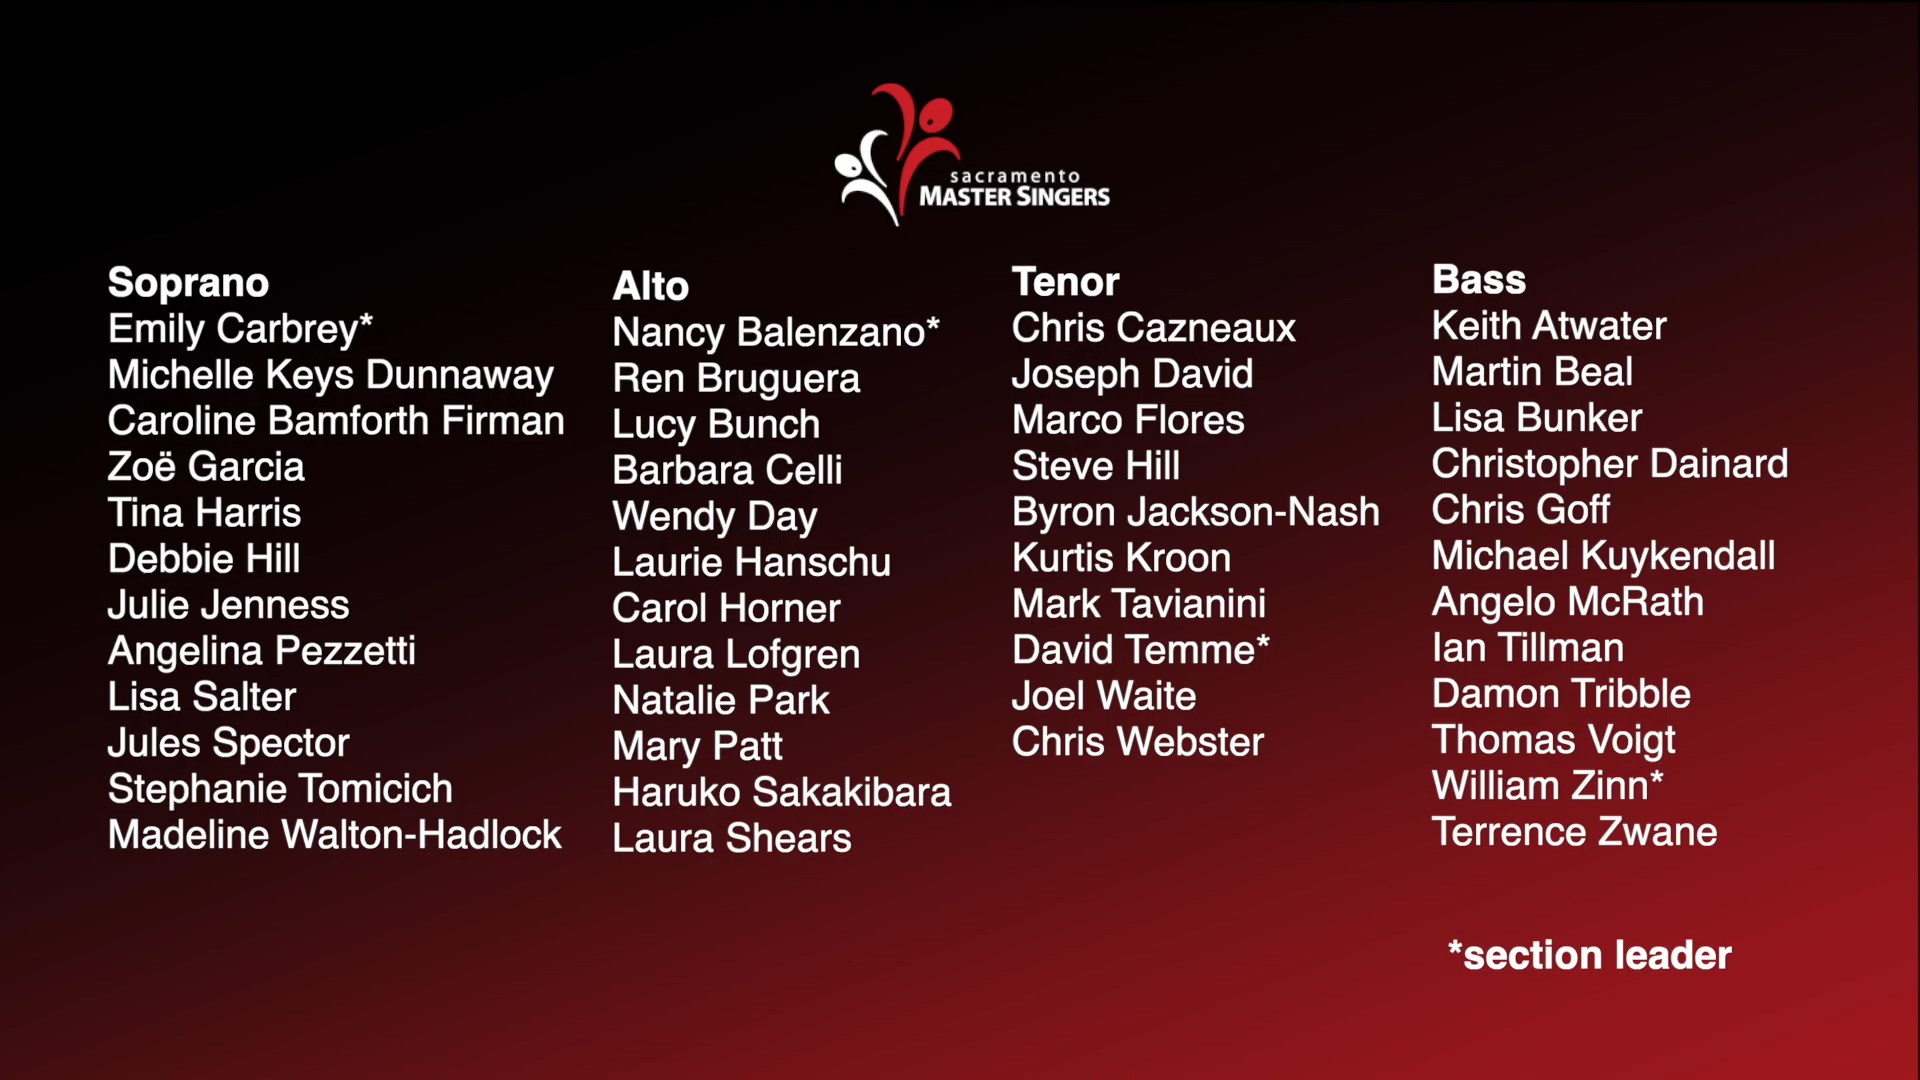 sacramento
MASTER SINGERS
Soprano
Emily Carbrey*
Michelle Keys Dunnaway
Caroline Bamforth Firman
Zoë Garcia
Tina Harris
Debbie Hill
Julie Jenness
Angelina Pezzetti
Lisa Salter
Jules Spector
Stephanie Tomicich
Madeline Walton-Hadlock
Alto
Nancy Balenzano*
Ren Bruguera
Lucy Bunch
Barbara Celli
Wendy Day
Laurie Hanschu
Carol Horner
Laura Lofgren
Natalie Park
Mary Patt
Haruko Sakakibara
Laura Shears
Tenor
Chris Cazneaux
Joseph David
Marco Flores
Steve Hill
Byron Jackson-Nash
Kurtis Kroon
Mark Tavianini
David Temme*
Joel Waite
Chris Webster
Bass
Keith Atwater
Martin Beal
Lisa Bunker
Christopher Dainard
Chris Goff
Michael Kuykendall
Angelo McRath
Ian Tillman
Damon Tribble
Thomas Voigt
William Zinn*
Terrence Zwane
*section leader